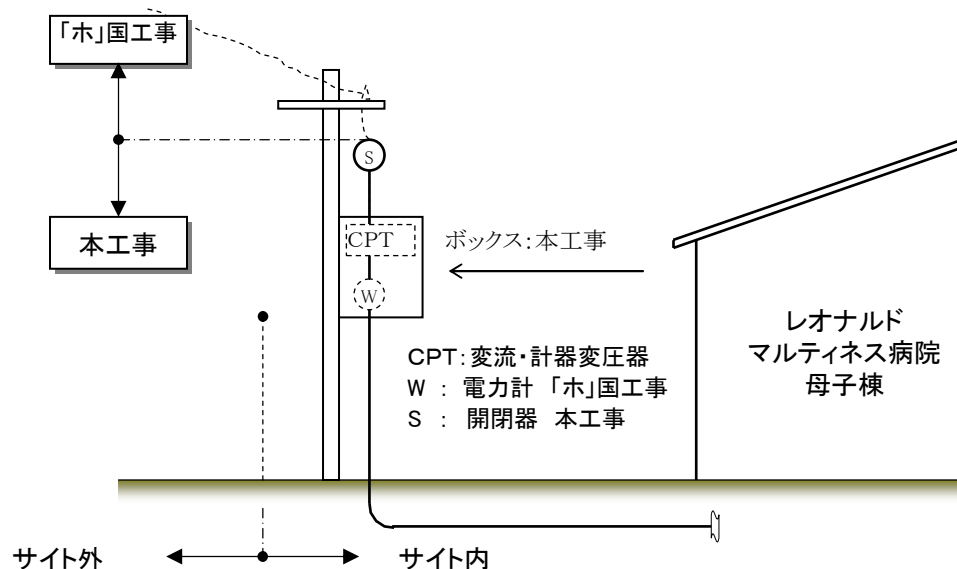 「ホ」国工事
S
本工事
CPT
ボックス：本工事
W
レオナルド
マルティネス病院
母子棟
CPT：変流・計器変圧器
W ： 電力計 「ホ」国工事
S ： 開閉器 本工事
サイト外
サイト内